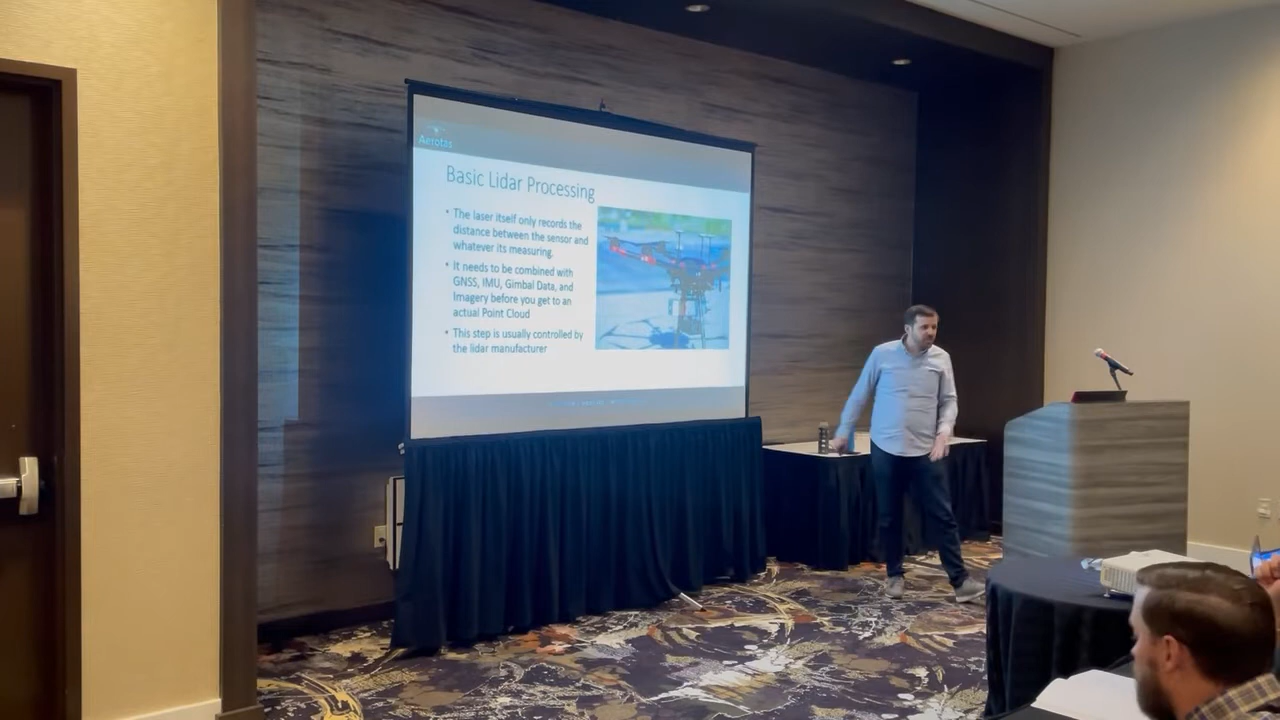 Aerotas
Basic Lidar Processing
• The laser itself only records the
distance between the sensor and
whatever its measuring.
• It needs to be combined with
GNSS, IMU, Gimbal Data, and
Imagery before you get to an
actual Point Cloud
• This step is usually controlled by
the lidar manufacturer